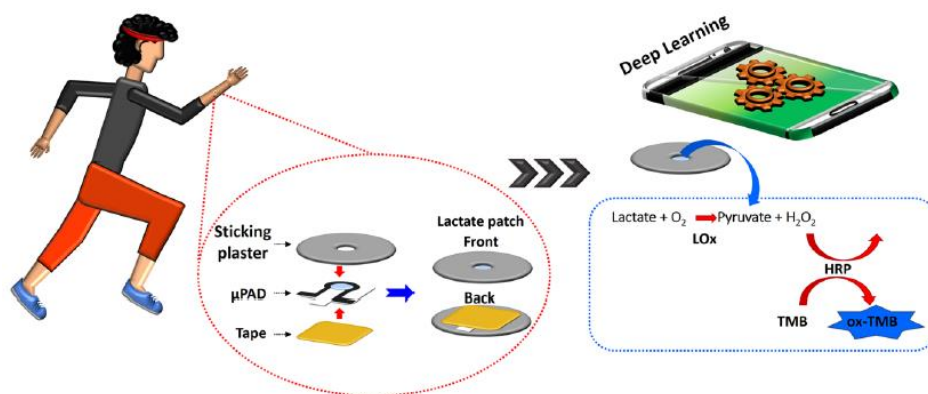 Deep Learning
Sticking
plaster
μPAD
Tape
Lactate patch
Front
Back
Lactate + O₂ Pyruvate + H₂O₂
LOx
HRP
TMB
ox-TMB